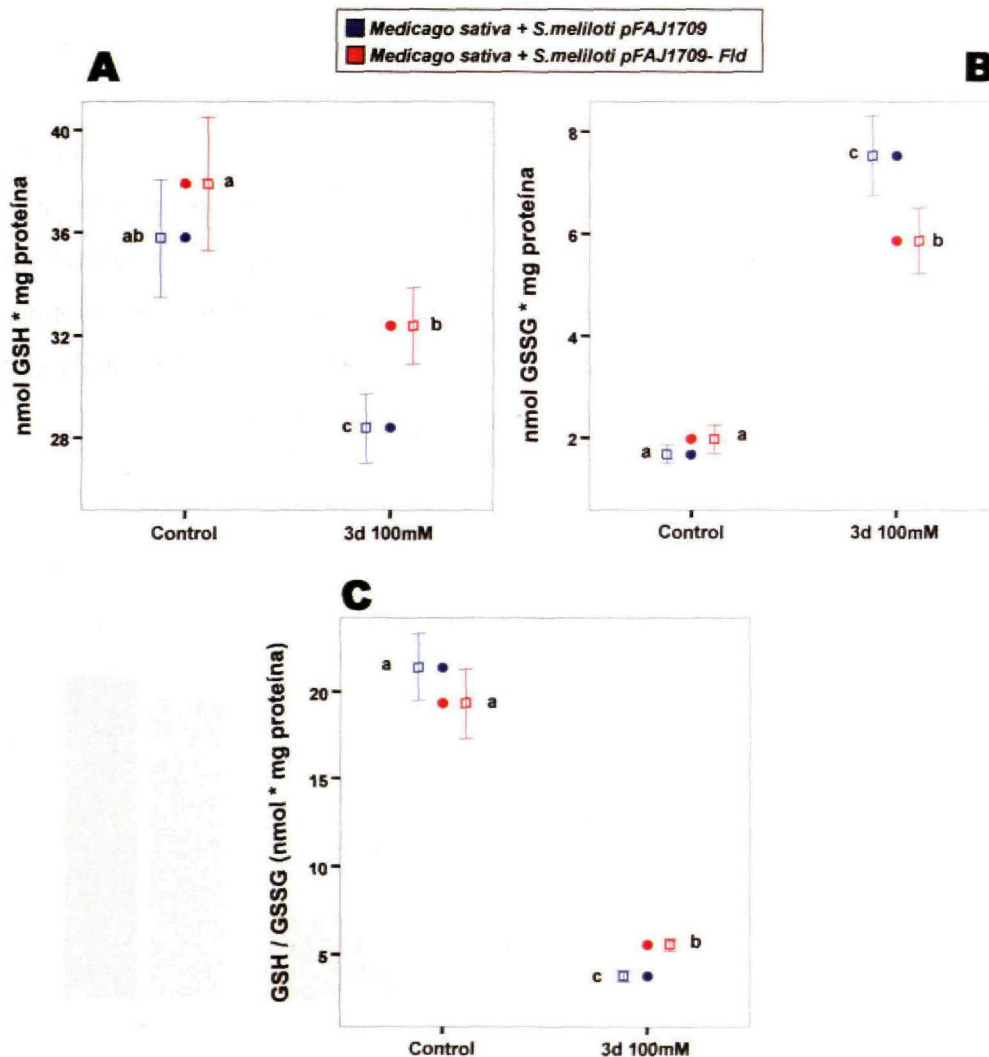 Medicago sativa + S.meliloti pFAJ1709
Medicago sativa + S.meliloti pFAJ1709- Fld
A
B
nmol GSH * mg proteína
40
36
32
28
a
ab
b
c
Control
3d 100mM
nmol GSSG * mg proteína
8
6
4
2
c
b
a
a
Control
3d 100mM
C
GSH / GSSG (nmol * mg proteína)
20
15
10
5
a
a
b
c
Control
3d 100mM